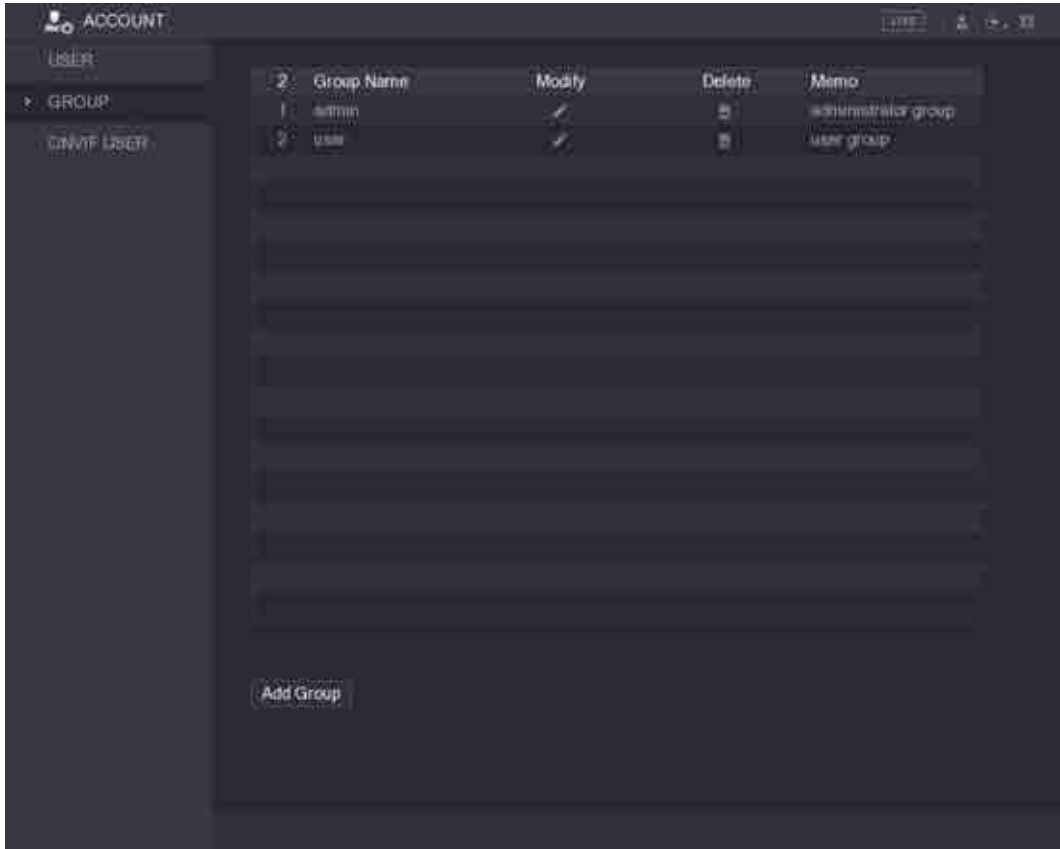 ACCOUNT
LIVE
USER
GROUP
ONVIF USER
2 Group Name Modify Delete Memo
1 admin administrator group
2 user user group
Add Group